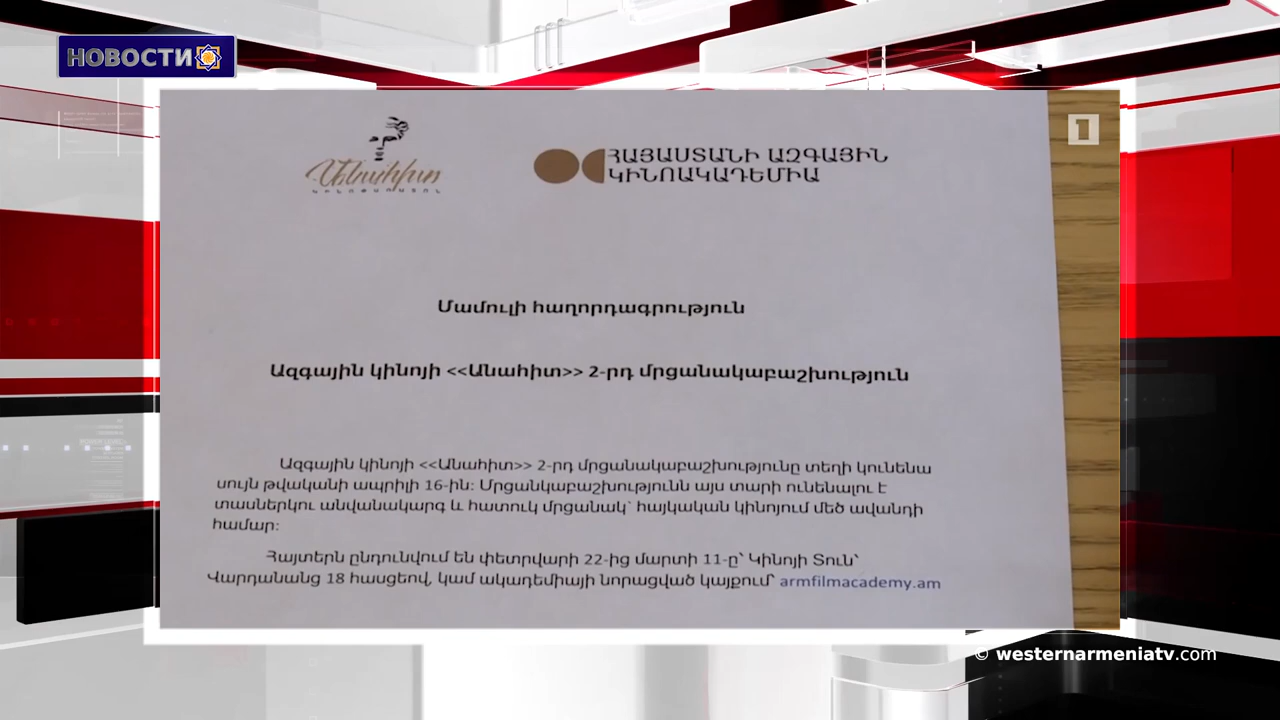 НОВОСТИ
1
Անահիտ
ԿԻՆՈՄՐՑԱՆԱԿ
ՀԱՅԱՍՏԱՆԻ ԱԶԳԱՅԻՆ
ԿԻՆՈԱԿԱԴԵՄԻԱ
Մամուլի հաղորդագրություն
Ազգային կինոյի <<Անահիտ>> 2-րդ մրցանակաբաշխություն
Ազգային կինոյի <<Անահիտ>> 2-րդ մրցանակաբաշխությունը տեղի կունենա
սույն թվականի ապրիլի 16-ին: Մրցանկաբաշխությունն այս տարի ունենալու է
տասներկու անվանակարգ և հատուկ մրցանակ` հայկական կինոյում մեծ ավանդի
համար:
Հայտերն ընդունվում են փետրվարի 22-ից մարտի 11-ը՝ Կինոյի Տուն՝
Վարդանանց 18 հասցեով, կամ ակադեմիայի նորացված կայքում՝ armfilmacademy.am
© westernarmeniatv.com